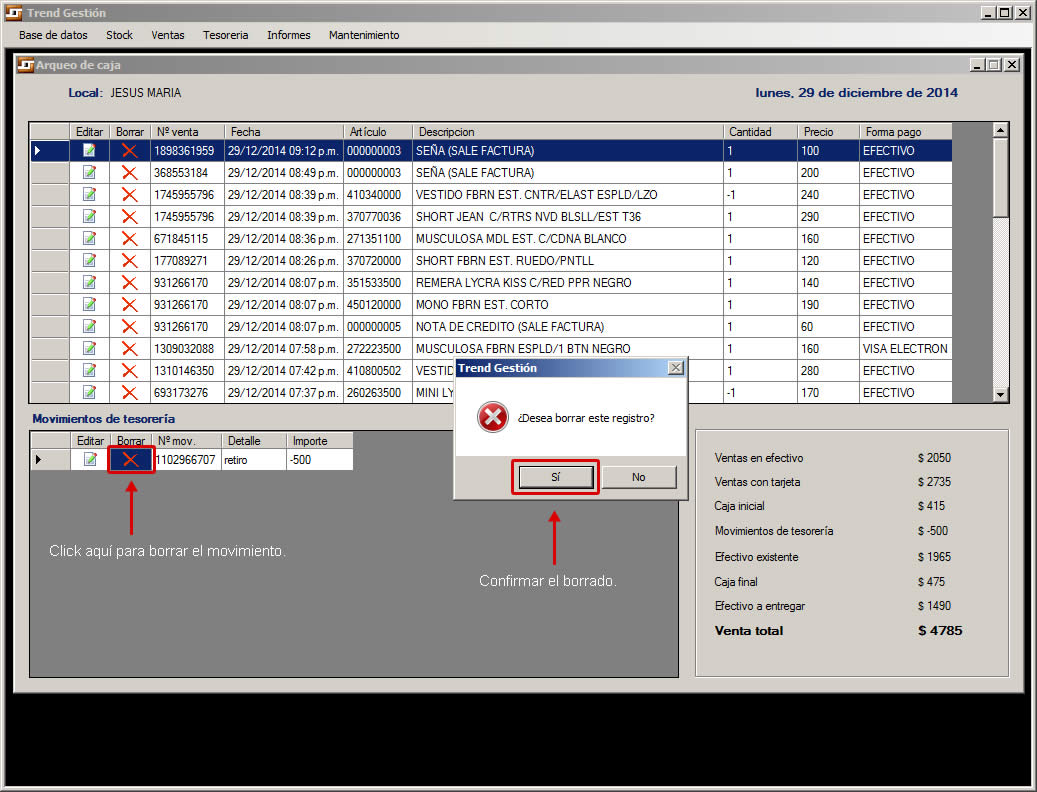 Trend Gestión
Base de datos Stock Ventas Tesoreria Informes Mantenimiento
Arqueo de caja
Local: JESUS MARIA lunes, 29 de diciembre de 2014
Editar Borrar Nº venta Fecha Artículo Descripcion Cantidad Precio Forma pago
1898361959 29/12/2014 09:12 p.m. 000000003 SEÑA (SALE FACTURA) 1 100 EFECTIVO
368553184 29/12/2014 08:49 p.m. 000000003 SEÑA (SALE FACTURA) 1 200 EFECTIVO
1745955796 29/12/2014 08:39 p.m. 410340000 VESTIDO FBRN EST. CNTR/ELAST ESPLD/LZO -1 240 EFECTIVO
1745955796 29/12/2014 08:39 p.m. 370770036 SHORT JEAN C/RTRS NVD BLSLL/EST T36 1 290 EFECTIVO
671845115 29/12/2014 08:36 p.m. 271351100 MUSCULOSA MDL EST. C/CDNA BLANCO 1 160 EFECTIVO
177089271 29/12/2014 08:26 p.m. 370720000 SHORT FBRN EST. RUEDO/PNTLL 1 120 EFECTIVO
931266170 29/12/2014 08:07 p.m. 351533500 REMERA LYCRA KISS C/RED PPR NEGRO 1 140 EFECTIVO
931266170 29/12/2014 08:07 p.m. 450120000 MONO FBRN EST. CORTO 1 190 EFECTIVO
931266170 29/12/2014 08:07 p.m. 000000005 NOTA DE CREDITO (SALE FACTURA) 1 60 EFECTIVO
1309032088 29/12/2014 07:58 p.m. 272223500 MUSCULOSA FBRN ESPLD/1 BTN NEGRO 1 160 VISA ELECTRON
1310146350 29/12/2014 07:42 p.m. 410800502 VESTID 1 280 EFECTIVO
693173276 29/12/2014 07:37 p.m. 260263500 MINI LY -1 170 EFECTIVO
Trend Gestión
¿Desea borrar este registro?
Sí No
Movimientos de tesorería
Editar Borrar Nº mov. Detalle Importe
1102966707 retiro -500
Click aquí para borrar el movimiento.
Confirmar el borrado.
Ventas en efectivo $ 2050
Ventas con tarjeta $ 2735
Caja inicial $ 415
Movimientos de tesorería $ -500
Efectivo existente $ 1965
Caja final $ 475
Efectivo a entregar $ 1490
Venta total $ 4785